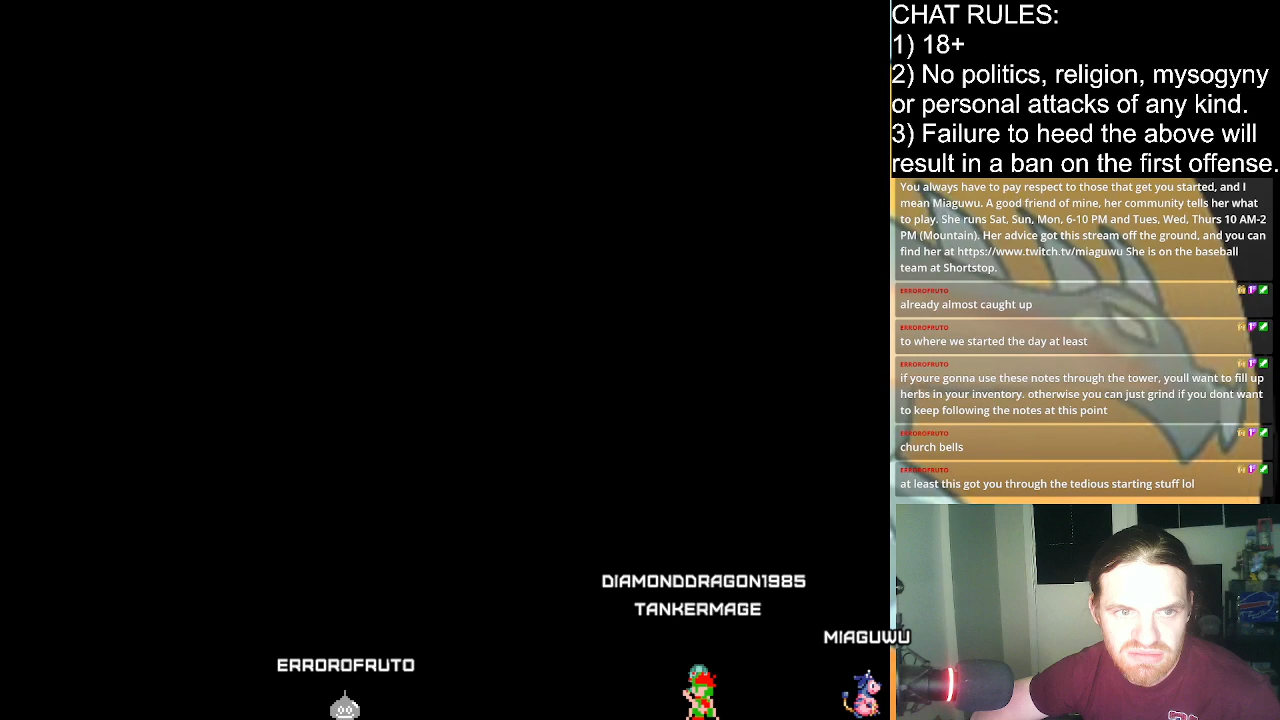 CHAT RULES:
1) 18+
2) No politics, religion, mysogyny
or personal attacks of any kind.
3) Failure to heed the above will
result in a ban on the first offense.
You always have to pay respect to those that get you started, and I
mean Miaguwu. A good friend of mine, her community tells her what
to play. She runs Sat, Sun, Mon, 6-10 PM and Tues, Wed, Thurs 10 AM-2
PM (Mountain). Her advice got this stream off the ground, and you can
find her at https://www.twitch.tv/miaguwu She is on the baseball
team at Shortstop.
ERROROFRUTO
already almost caught up
ERROROFRUTO
to where we started the day at least
ERROROFRUTO
if youre gonna use these notes through the tower, youll want to fill up
herbs in your inventory. otherwise you can just grind if you dont want
to keep following the notes at this point
ERROROFRUTO
church bells
ERROROFRUTO
at least this got you through the tedious starting stuff lol
DIAMONDDRAGON1985
TANKERMAGE
MIAGUWU
ERROROFRUTO